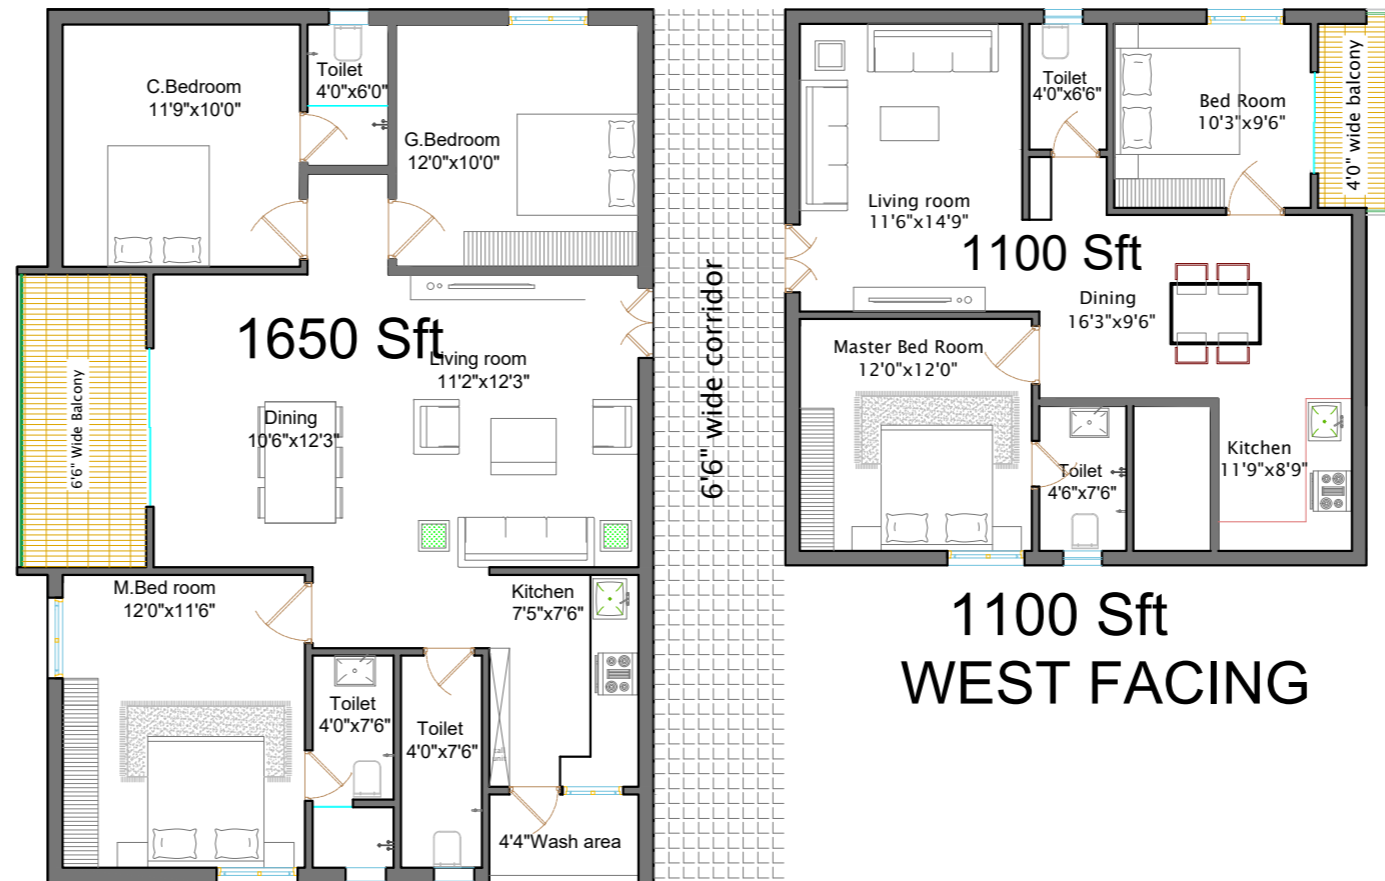 C.Bedroom
11'9"x10'0"
Toilet
4'0"x6'0"
G.Bedroom
12'0"x10'0"
1650 Sft
Living room
11'2"x12'3"
Dining
10'6"x12'3"
6'6" Wide Balcony
M.Bed room
12'0"x11'6"
Toilet
4'0"x7'6"
Toilet
4'0"x7'6"
Kitchen
7'5"x7'6"
4'4"Wash area
6'6" wide corridor
Living room
11'6"x14'9"
Toilet
4'0"x6'6"
Bed Room
10'3"x9'6"
4'0" wide balcony
1100 Sft
Dining
16'3"x9'6"
Master Bed Room
12'0"x12'0"
Toilet
4'6"x7'6"
Kitchen
11'9"x8'9"
1100 Sft
WEST FACING